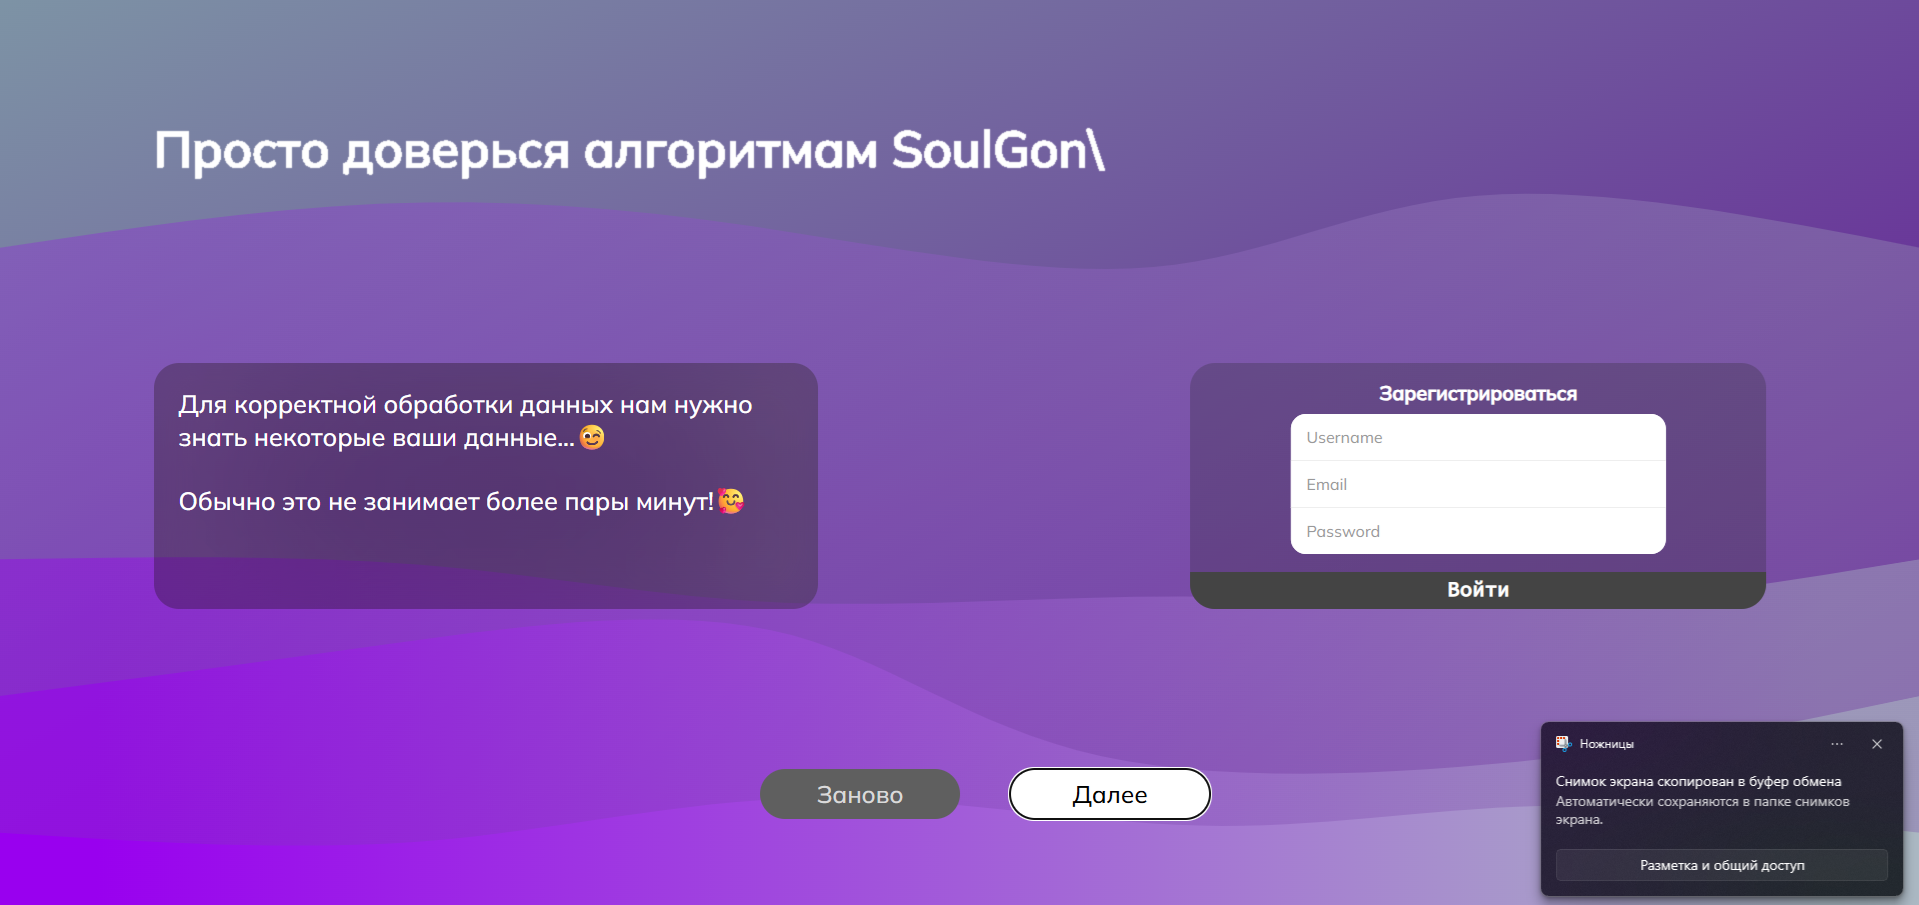 Просто доверься алгоритмам SoulGon\
Для корректной обработки данных нам нужно
знать некоторые ваши данные...😉
Обычно это не занимает более пары минут!🥰
Зарегистрироваться
Username
Email
Password
Войти
Заново
Далее
Ножницы
Снимок экрана скопирован в буфер обмена
Автоматически сохраняются в папке снимков
экрана.
Разметка и общий доступ